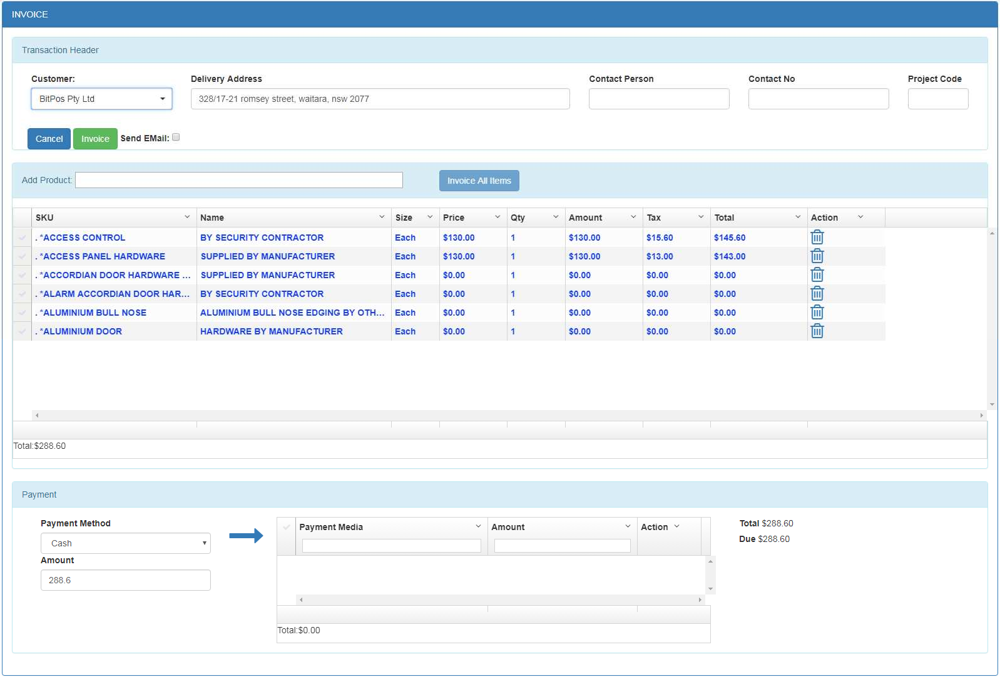 INVOICE
Transaction Header
Customer: Delivery Address Contact Person Contact No Project Code
BitPos Pty Ltd 328/17-21 romsey street, waitara, nsw 2077
Cancel Invoice Send EMail:
Add Product: Invoice All Items
SKU Name Size Price Qty Amount Tax Total Action
. *ACCESS CONTROL BY SECURITY CONTRACTOR Each $130.00 1 $130.00 $15.60 $145.60
. *ACCESS PANEL HARDWARE SUPPLIED BY MANUFACTURER Each $130.00 1 $130.00 $13.00 $143.00
. *ACCORDIAN DOOR HARDWARE ... SUPPLIED BY MANUFACTURER Each $0.00 1 $0.00 $0.00 $0.00
. *ALARM ACCORDIAN DOOR HAR... BY SECURITY CONTRACTOR Each $0.00 1 $0.00 $0.00 $0.00
. *ALUMINIUM BULL NOSE ALUMINIUM BULL NOSE EDGING BY OTH... Each $0.00 1 $0.00 $0.00 $0.00
. *ALUMINIUM DOOR HARDWARE BY MANUFACTURER Each $0.00 1 $0.00 $0.00 $0.00
Total:$288.60
Payment
Payment Method
Cash
Amount
288.6
Payment Media Amount Action
Total:$0.00
Total $288.60
Due $288.60